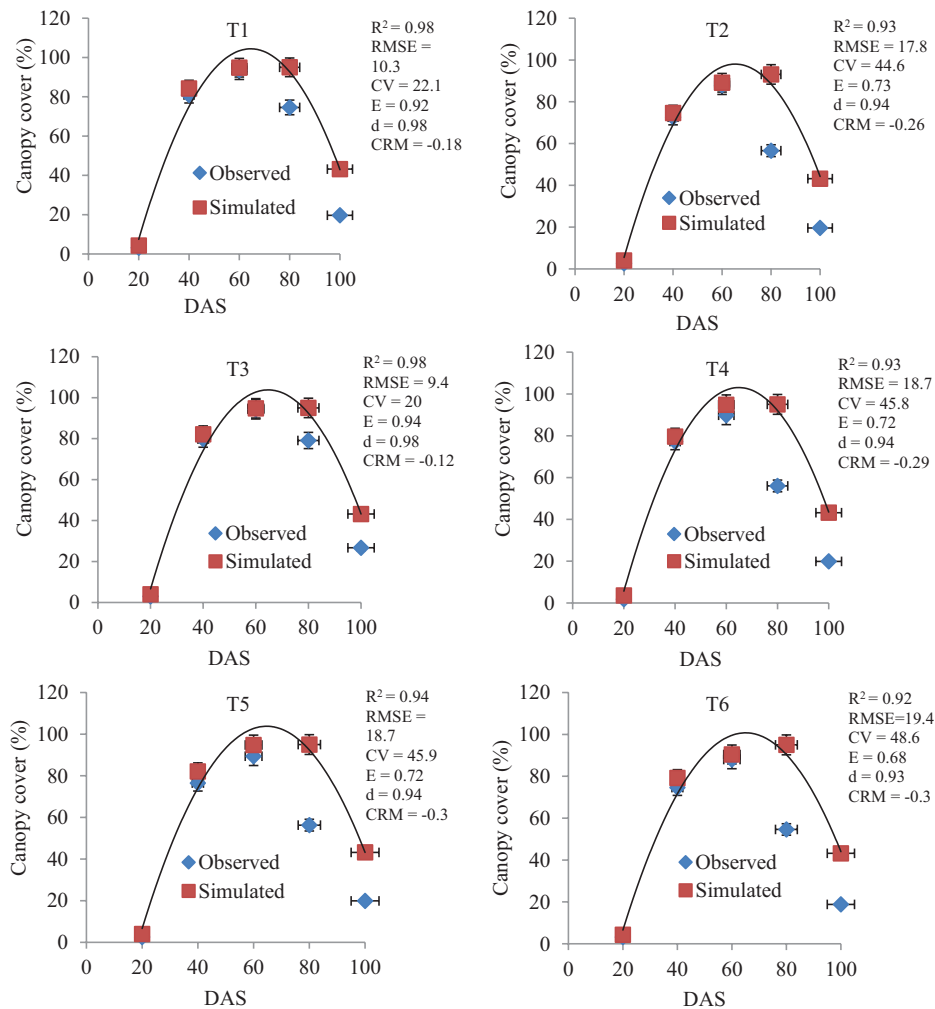 T1
R² = 0.98
RMSE =
10.3
CV = 22.1
E = 0.92
d = 0.98
CRM = -0.18
Canopy cover (%)
120
100
80
60
40
20
0
Observed
Simulated
0 20 40 60 80 100
DAS
T2
R² = 0.93
RMSE = 17.8
CV = 44.6
E = 0.73
d = 0.94
CRM = -0.26
Canopy cover (%)
120
100
80
60
40
20
0
Observed
Simulated
0 20 40 60 80 100
DAS
T3
R² = 0.98
RMSE = 9.4
CV = 20
E = 0.94
d = 0.98
CRM = -0.12
Canopy cover (%)
120
100
80
60
40
20
0
Observed
Simulated
0 20 40 60 80 100
DAS
T4
R² = 0.93
RMSE = 18.7
CV = 45.8
E = 0.72
d = 0.94
CRM = -0.29
Canopy cover (%)
120
100
80
60
40
20
0
Observed
Simulated
0 20 40 60 80 100
DAS
T5
R² = 0.94
RMSE =
18.7
CV = 45.9
E = 0.72
d = 0.94
CRM = -0.3
Canopy cover (%)
120
100
80
60
40
20
0
Observed
Simulated
0 20 40 60 80 100
DAS
T6
R² = 0.92
RMSE=19.4
CV = 48.6
E = 0.68
d = 0.93
CRM = -0.3
Canopy cover (%)
120
100
80
60
40
20
0
Observed
Simulated
0 20 40 60 80 100
DAS